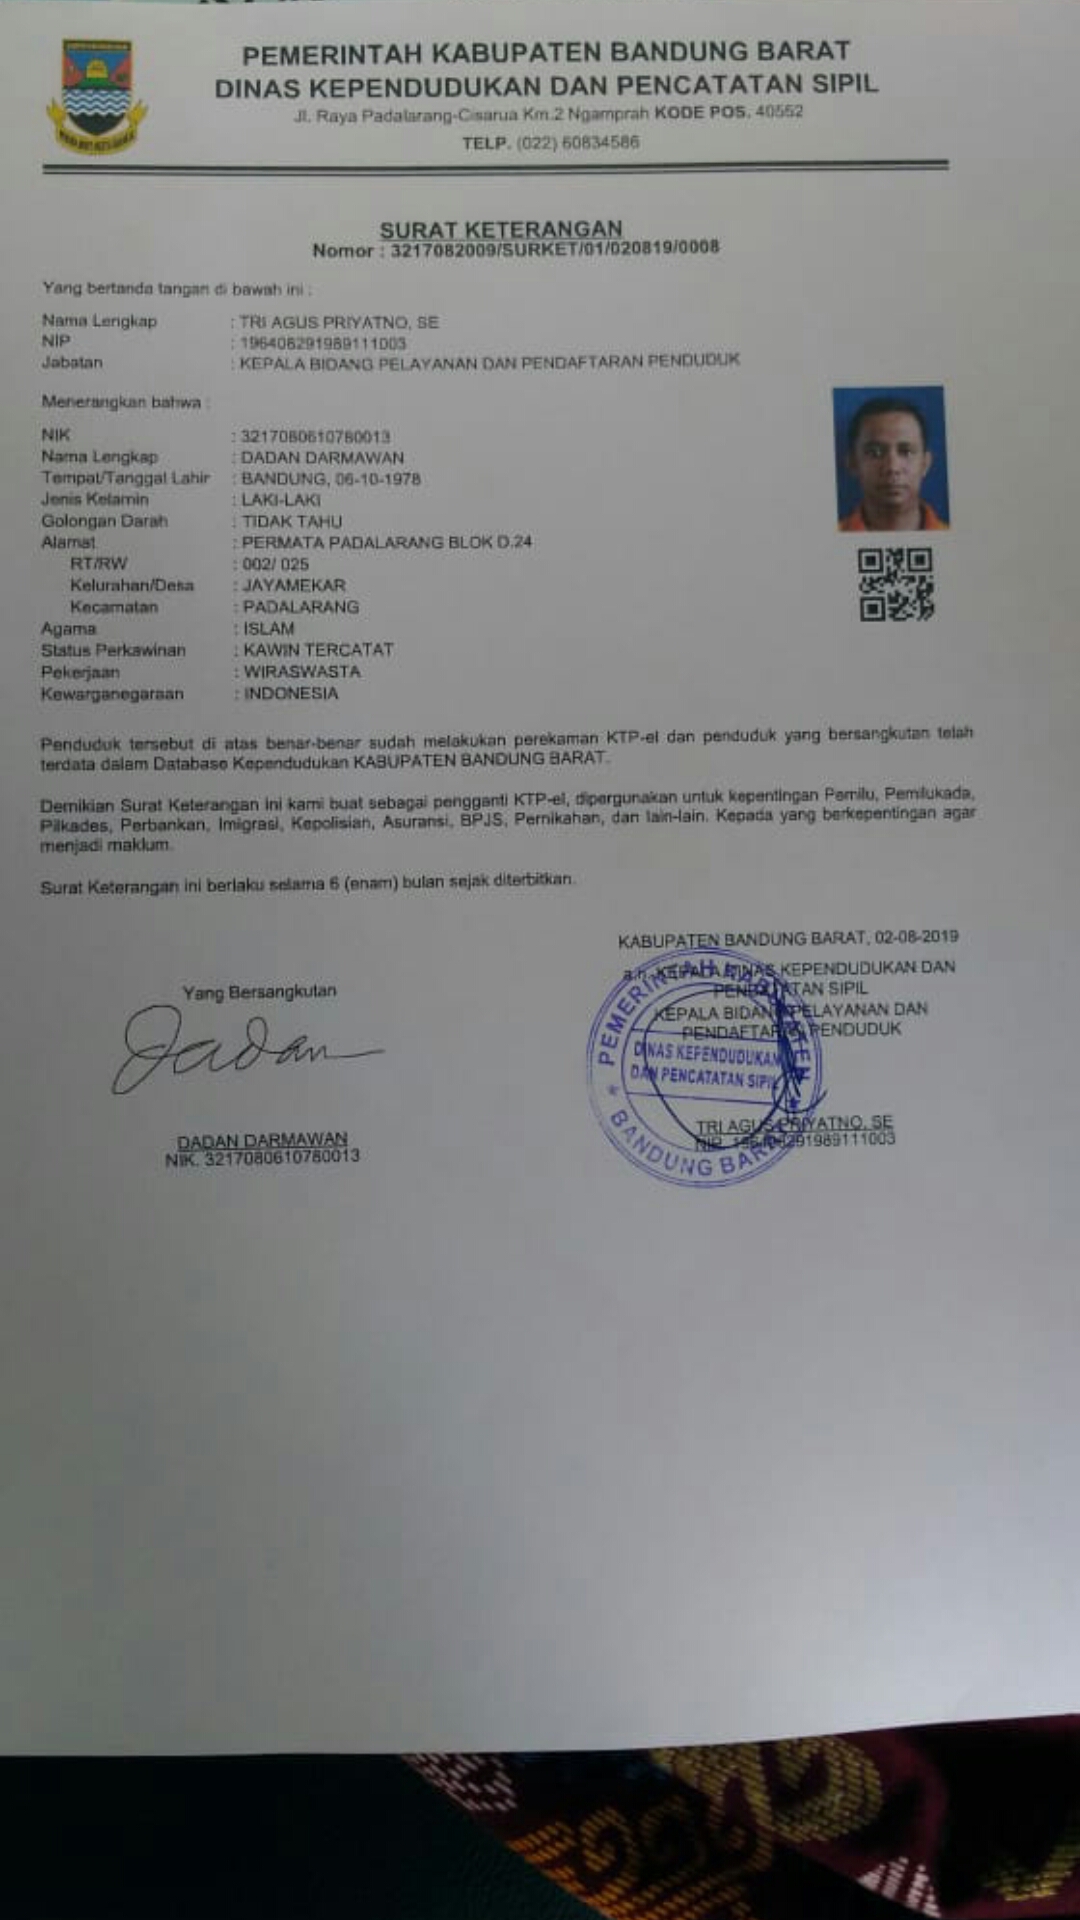 PEMERINTAH KABUPATEN BANDUNG BARAT
DINAS KEPENDUDUKAN DAN PENCATATAN SIPIL
Jl. Raya Padalarang-Cisarua Km.2 Ngamprah KODE POS. 40552
TELP. (022) 60834586
SURAT KETERANGAN
Nomor : 3217082009/SURKET/01/020819/0008
Yang bertanda tangan di bawah ini :
Nama Lengkap : TRI AGUS PRIYATNO, SE
NIP : 196408291989111003
Jabatan : KEPALA BIDANG PELAYANAN DAN PENDAFTARAN PENDUDUK
Menerangkan bahwa :
NIK : 3217080610780013
Nama Lengkap : DADAN DARMAWAN
Tempat/Tanggal Lahir : BANDUNG, 06-10-1978
Jenis Kelamin : LAKI-LAKI
Golongan Darah : TIDAK TAHU
Alamat : PERMATA PADALARANG BLOK D.24
RT/RW : 002/ 025
Kelurahan/Desa : JAYAMEKAR
Kecamatan : PADALARANG
Agama : ISLAM
Status Perkawinan : KAWIN TERCATAT
Pekerjaan : WIRASWASTA
Kewarganegaraan : INDONESIA
Penduduk tersebut di atas benar-benar sudah melakukan perekaman KTP-el dan penduduk yang bersangkutan telah
terdata dalam Database Kependudukan KABUPATEN BANDUNG BARAT.
Demikian Surat Keterangan ini kami buat sebagai pengganti KTP-el, dipergunakan untuk kepentingan Pemilu, Pemilukada,
Pilkades, Perbankan, Imigrasi, Kepolisian, Asuransi, BPJS, Pernikahan, dan lain-lain. Kepada yang berkepentingan agar
menjadi maklum.
Surat Keterangan ini berlaku selama 6 (enam) bulan sejak diterbitkan.
KABUPATEN BANDUNG BARAT, 02-08-2019
a.n. KEPALA DINAS KEPENDUDUKAN DAN
PENCATATAN SIPIL
KEPALA BIDANG PELAYANAN DAN
PENDAFTARAN PENDUDUK
Yang Bersangkutan
Dadan
PEMERINTAH KABUPATEN
DINAS KEPENDUDUKAN
DAN PENCATATAN SIPIL
BANDUNG BARAT
DADAN DARMAWAN
NIK. 3217080610780013
TRI AGUS PRIYATNO, SE
NIP. 196408291989111003